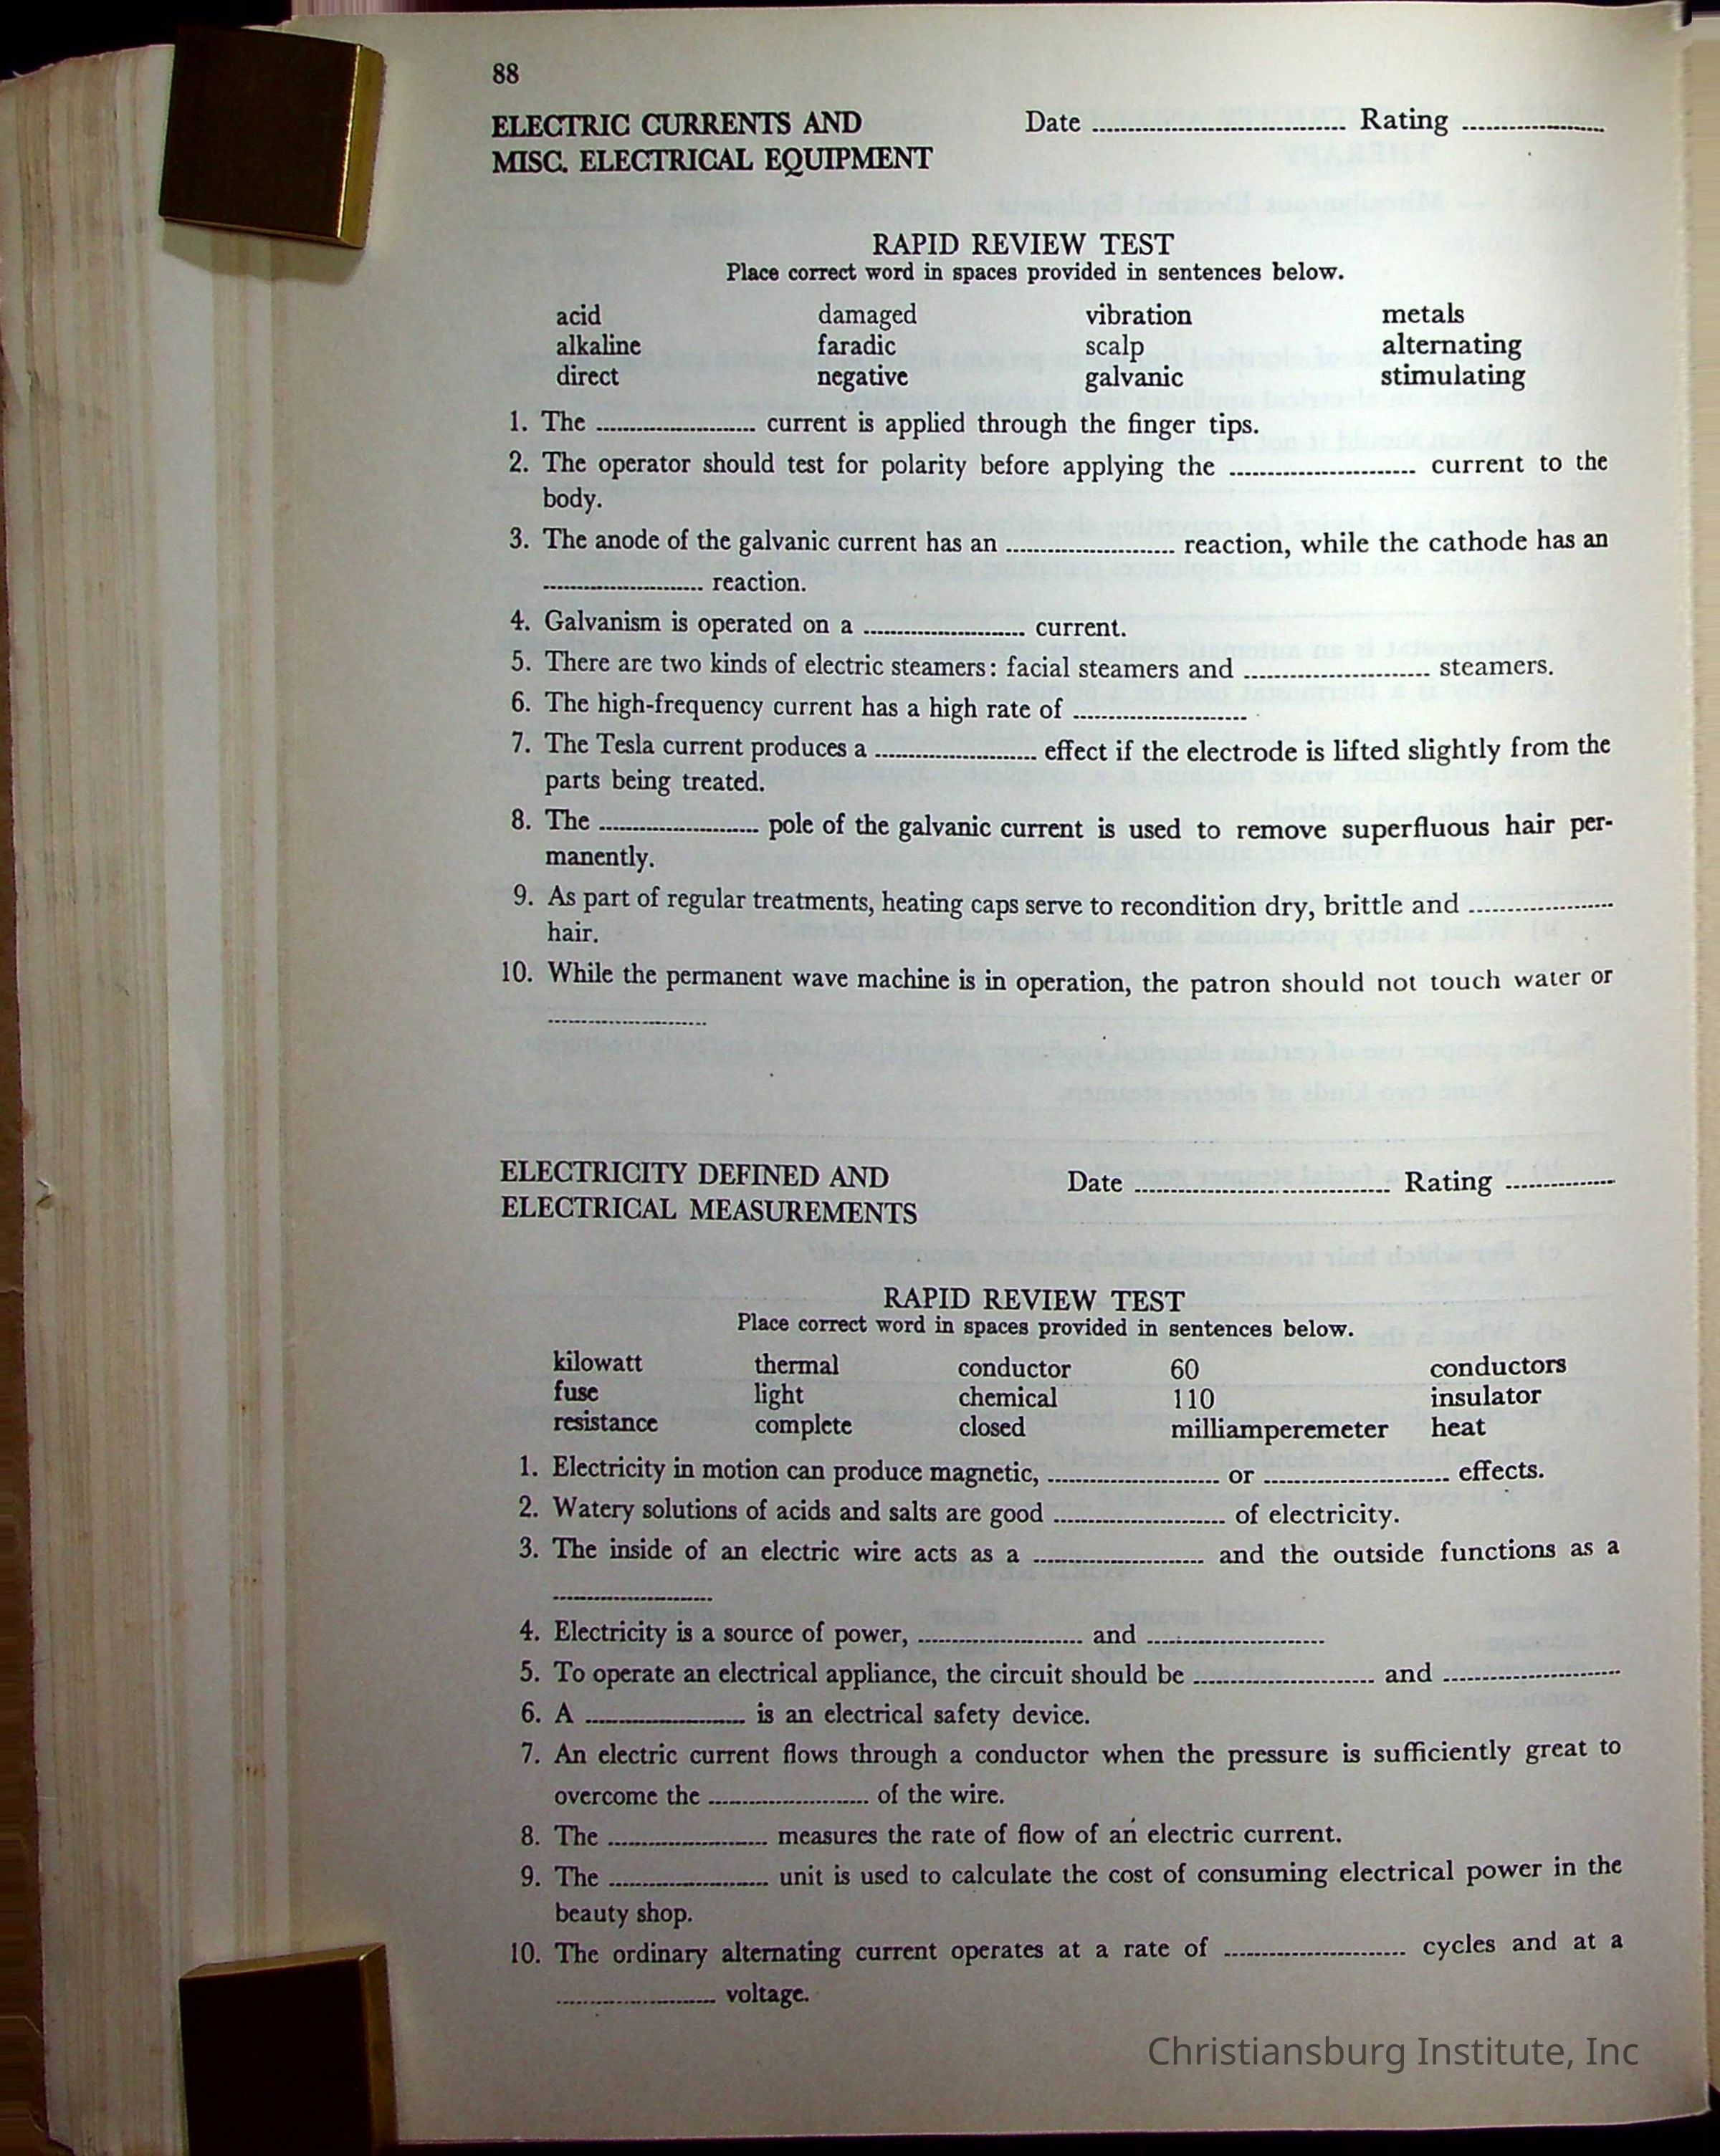 88
ELECTRIC CURRENTS AND Date ........................ Rating ........................
MISC. ELECTRICAL EQUIPMENT
RAPID REVIEW TEST
Place correct word in spaces provided in sentences below.
acid damaged vibration metals
alkaline faradic scalp alternating
direct negative galvanic stimulating
1. The ........................ current is applied through the finger tips.
2. The operator should test for polarity before applying the ........................ current to the
body.
3. The anode of the galvanic current has an ........................ reaction, while the cathode has an
........................ reaction.
4. Galvanism is operated on a ........................ current.
5. There are two kinds of electric steamers: facial steamers and ........................ steamers.
6. The high-frequency current has a high rate of ........................
7. The Tesla current produces a ........................ effect if the electrode is lifted slightly from the
parts being treated.
8. The ........................ pole of the galvanic current is used to remove superfluous hair per-
manently.
9. As part of regular treatments, heating caps serve to recondition dry, brittle and ........................
hair.
10. While the permanent wave machine is in operation, the patron should not touch water or
........................
ELECTRICITY DEFINED AND Date ........................ Rating ........................
ELECTRICAL MEASUREMENTS
RAPID REVIEW TEST
Place correct word in spaces provided in sentences below.
kilowatt thermal conductor 60 conductors
fuse light chemical 110 insulator
resistance complete closed milliamperemeter heat
1. Electricity in motion can produce magnetic, ........................ or ........................ effects.
2. Watery solutions of acids and salts are good ........................ of electricity.
3. The inside of an electric wire acts as a ........................ and the outside functions as a
........................
4. Electricity is a source of power, ........................ and ........................
5. To operate an electrical appliance, the circuit should be ........................ and ........................
6. A ........................ is an electrical safety device.
7. An electric current flows through a conductor when the pressure is sufficiently great to
overcome the ........................ of the wire.
8. The ........................ measures the rate of flow of an electric current.
9. The ........................ unit is used to calculate the cost of consuming electrical power in the
beauty shop.
10. The ordinary alternating current operates at a rate of ........................ cycles and at a
........................ voltage.
Christiansburg Institute, Inc